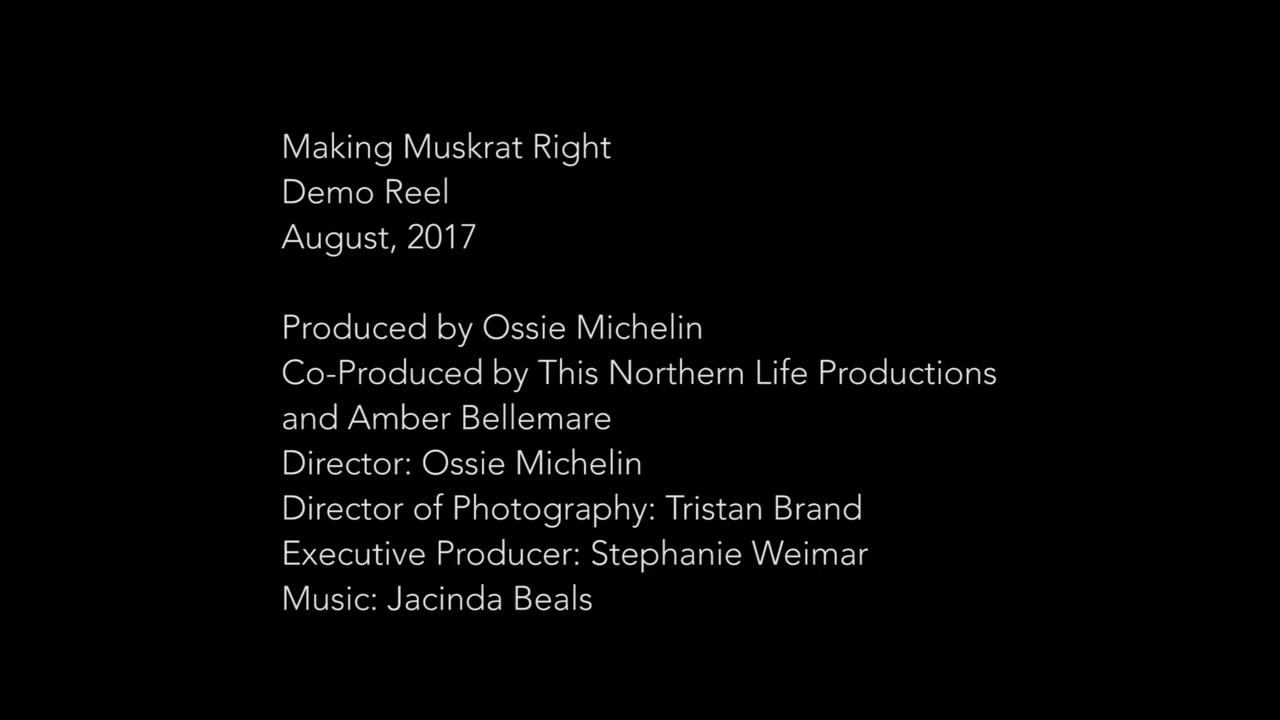 Making Muskrat Right
Demo Reel
August, 2017
Produced by Ossie Michelin
Co-Produced by This Northern Life Productions
and Amber Bellemare
Director: Ossie Michelin
Director of Photography: Tristan Brand
Executive Producer: Stephanie Weimar
Music: Jacinda Beals